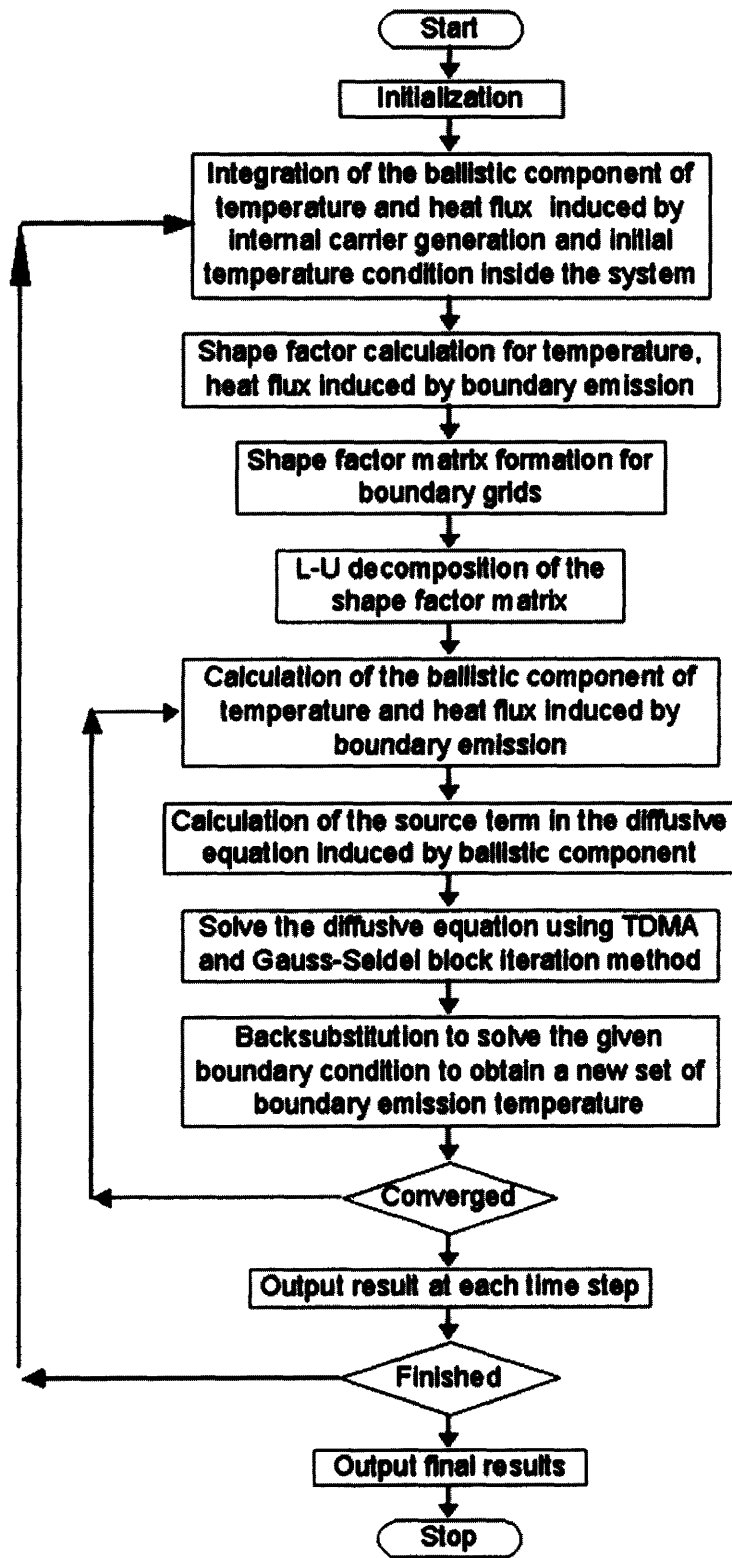 Start
Initialization
Integration of the ballistic component of
temperature and heat flux induced by
internal carrier generation and initial
temperature condition inside the system
Shape factor calculation for temperature,
heat flux induced by boundary emission
Shape factor matrix formation for
boundary grids
L-U decomposition of the
shape factor matrix
Calculation of the ballistic component of
temperature and heat flux induced by
boundary emission
Calculation of the source term in the diffusive
equation induced by ballistic component
Solve the diffusive equation using TDMA
and Gauss-Seidel block iteration method
Backsubstitution to solve the given
boundary condition to obtain a new set of
boundary emission temperature
Converged
Output result at each time step
Finished
Output final results
Stop